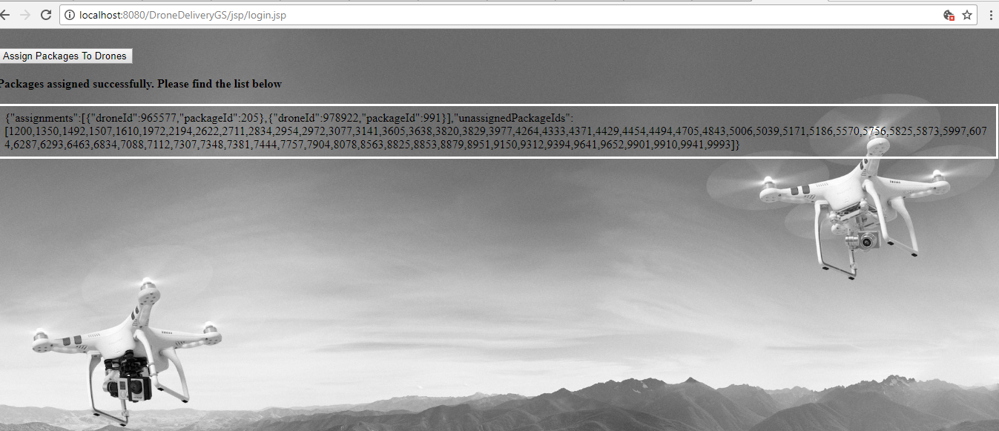 localhost:8080/DroneDeliveryGS/jsp/login.jsp
Assign Packages To Drones
Packages assigned successfully. Please find the list below
{"assignments":[{"droneId":965577,"packageId":205},{"droneId":978922,"packageId":991}],"unassignedPackageIds":
[1200,1350,1492,1507,1610,1972,2194,2622,2711,2834,2954,2972,3077,3141,3605,3638,3820,3829,3977,4264,4333,4371,4429,4454,4494,4705,4843,5006,5039,5171,5186,5570,5756,5825,5873,5997,607
4,6287,6293,6463,6834,7088,7112,7307,7348,7381,7444,7757,7904,8078,8563,8825,8853,8879,8951,9150,9312,9394,9641,9652,9901,9910,9941,9993]}